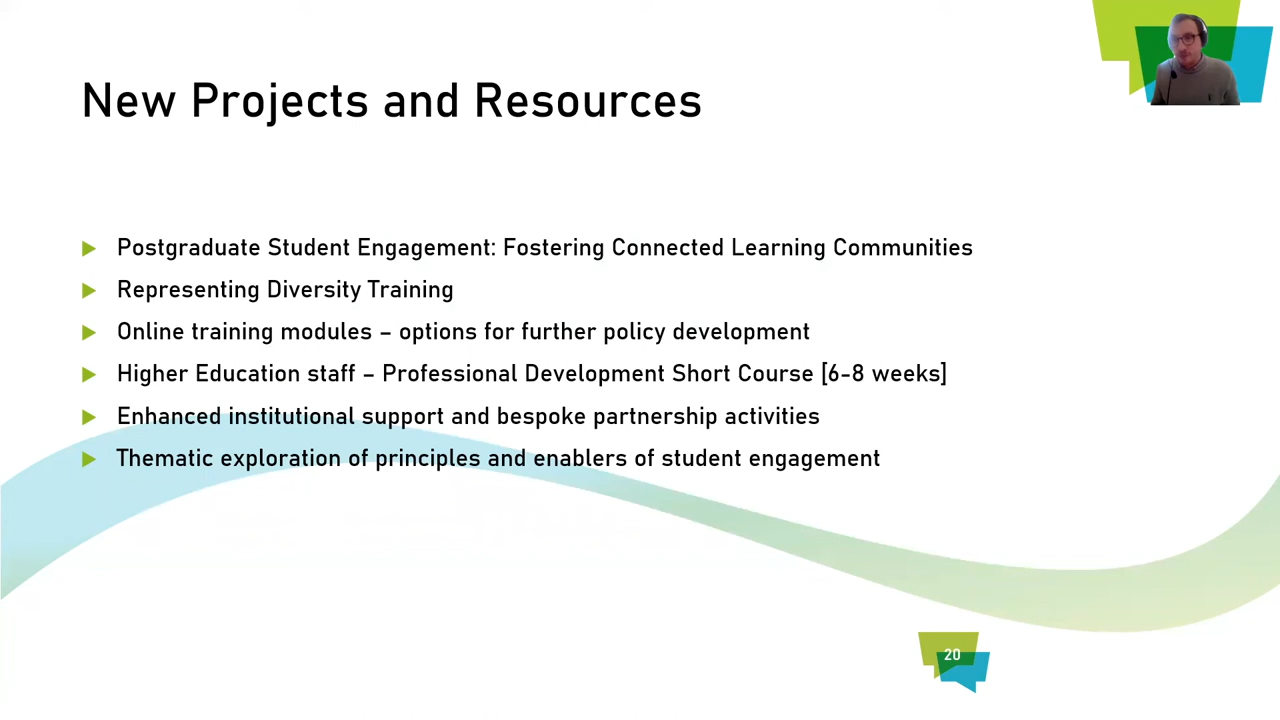 New Projects and Resources
Postgraduate Student Engagement: Fostering Connected Learning Communities
Representing Diversity Training
Online training modules – options for further policy development
Higher Education staff – Professional Development Short Course [6-8 weeks]
Enhanced institutional support and bespoke partnership activities
Thematic exploration of principles and enablers of student engagement
20